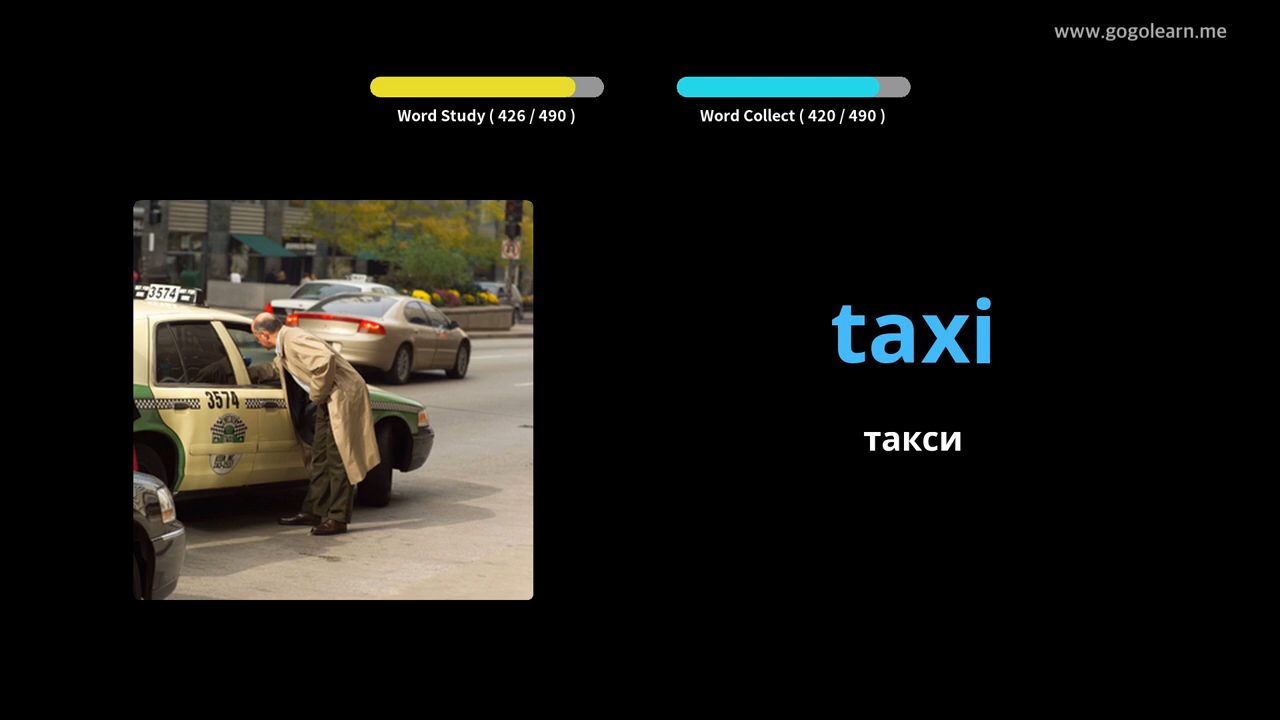 www.gogolearn.me
Word Study ( 426 / 490 )
Word Collect ( 420 / 490 )
3574
3574
taxi
такси